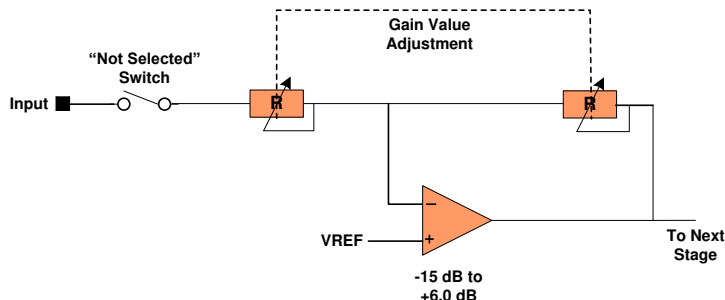 Gain Value
Adjustment
“Not Selected”
Switch
Input
R
R
−
VREF
+
To Next
Stage
-15 dB to
+6.0 dB